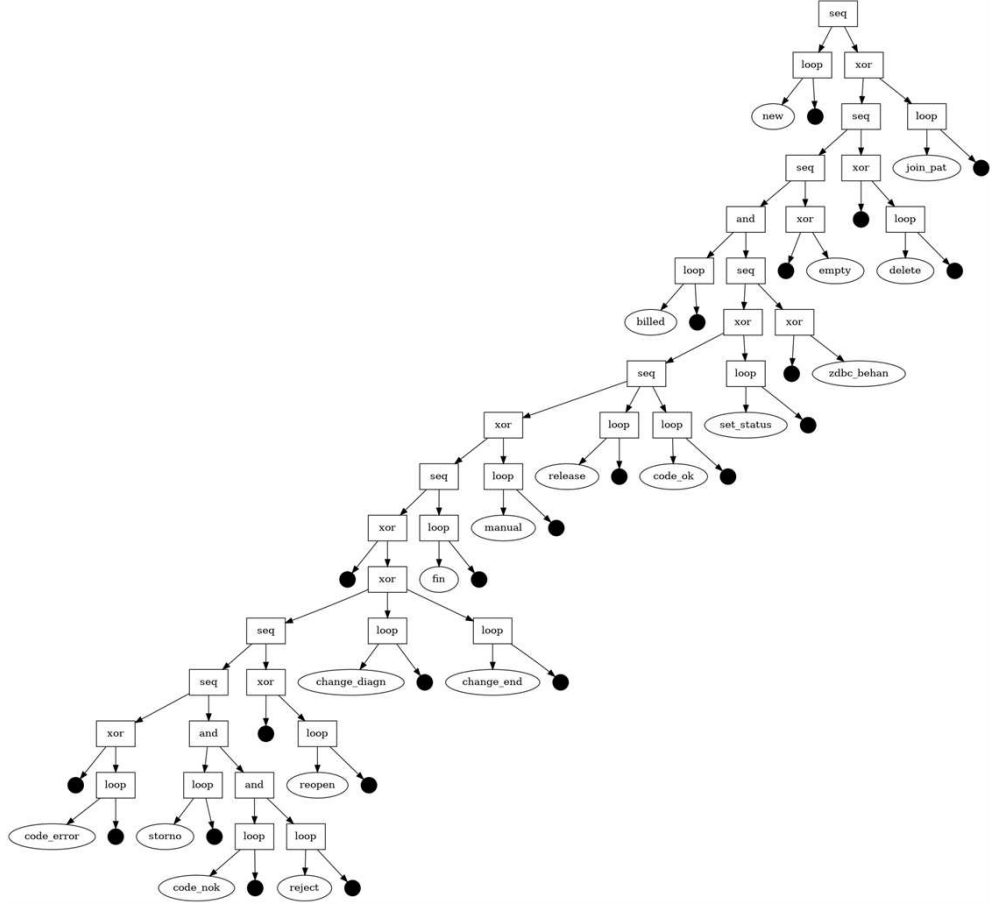 seq
loop xor
new seq loop
seq xor join_pat
and xor loop
loop seq empty delete
billed xor xor
seq loop zdbc_behan
xor loop loop set_status
seq loop release code_ok
xor loop manual
fin
xor
seq loop loop
seq xor change_diagn change_end
xor and loop
loop loop and reopen
code_error storno loop loop
code_nok reject